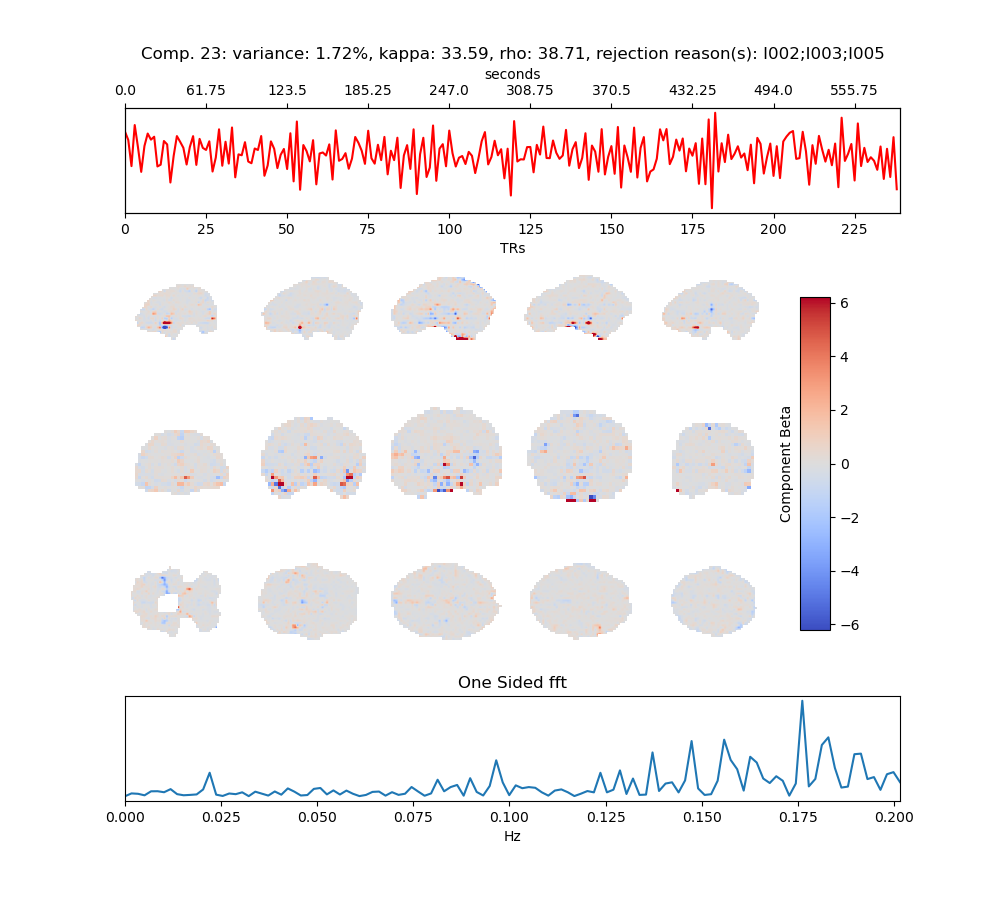 Comp. 23: variance: 1.72%, kappa: 33.59, rho: 38.71, rejection reason(s): I002;I003;I005
seconds
0.0 61.75 123.5 185.25 247.0 308.75 370.5 432.25 494.0 555.75
0 25 50 75 100 125 150 175 200 225
TRs
6
4
2
0
−2
−4
−6
Component Beta
One Sided fft
0.000 0.025 0.050 0.075 0.100 0.125 0.150 0.175 0.200
Hz